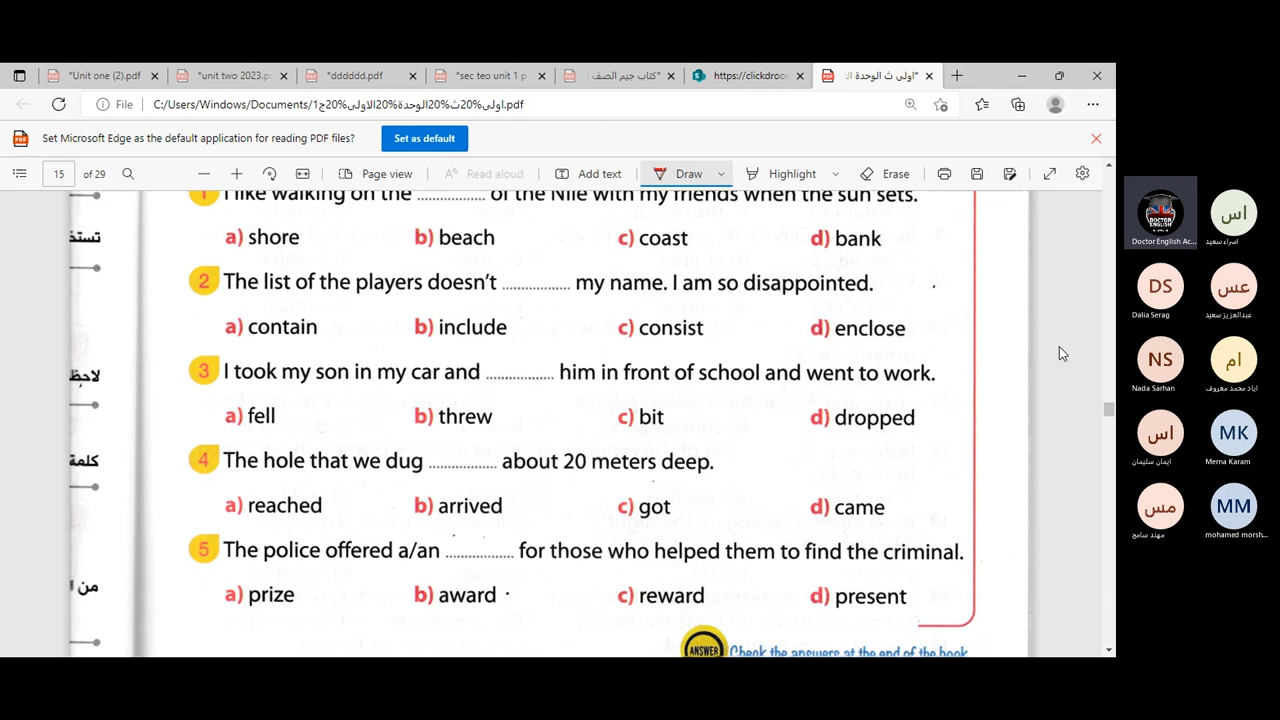 *Unit one (2).pdf
*unit two 2023.p
*dddddd.pdf
*sec teo unit 1 p
*كتاب جيم الصف
https://clickdroos
*اولى ث الوحدة الا
File C:/Users/Windows/Documents/اولى%20ث%20الوحدة%20الاولى%20ج1.pdf
Set Microsoft Edge as the default application for reading PDF files? Set as default
15 of 29 Page view Read aloud Add text Draw Highlight Erase
1 I like walking on the ............... of the Nile with my friends when the sun sets.
a) shore b) beach c) coast d) bank
2 The list of the players doesn't ............... my name. I am so disappointed.
a) contain b) include c) consist d) enclose
3 I took my son in my car and ............... him in front of school and went to work.
a) fell b) threw c) bit d) dropped
4 The hole that we dug ............... about 20 meters deep.
a) reached b) arrived c) got d) came
5 The police offered a/an ............... for those who helped them to find the criminal.
a) prize b) award c) reward d) present
ANSWER Check the answers at the end of the book
لاحظ
كلمة
من ا
DOCTOR ENGLISH
Doctor English Ac...
اس
اسراء سعيد
DS
Dalia Serag
عس
عبدالعزيز سعيد
NS
Nada Sarhan
ام
اياد محمد معروف
اس
ايمان سليمان
MK
Merna Karam
مس
مهند سامح
MM
mohamed morsh...